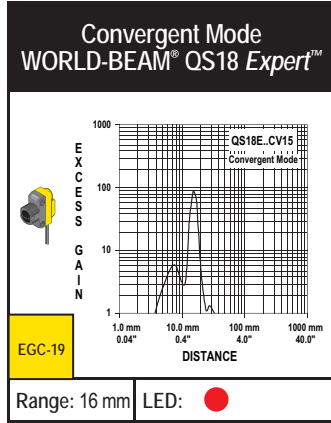 Convergent Mode
WORLD-BEAM® QS18 Expert™
EXCESS GAIN
1000
100
10
1
QS18E..CV15
Convergent Mode
1.0 mm 10.0 mm 100 mm 1000 mm
0.04" 0.4" 4.0" 40.0"
DISTANCE
EGC-19
Range: 16 mm LED: